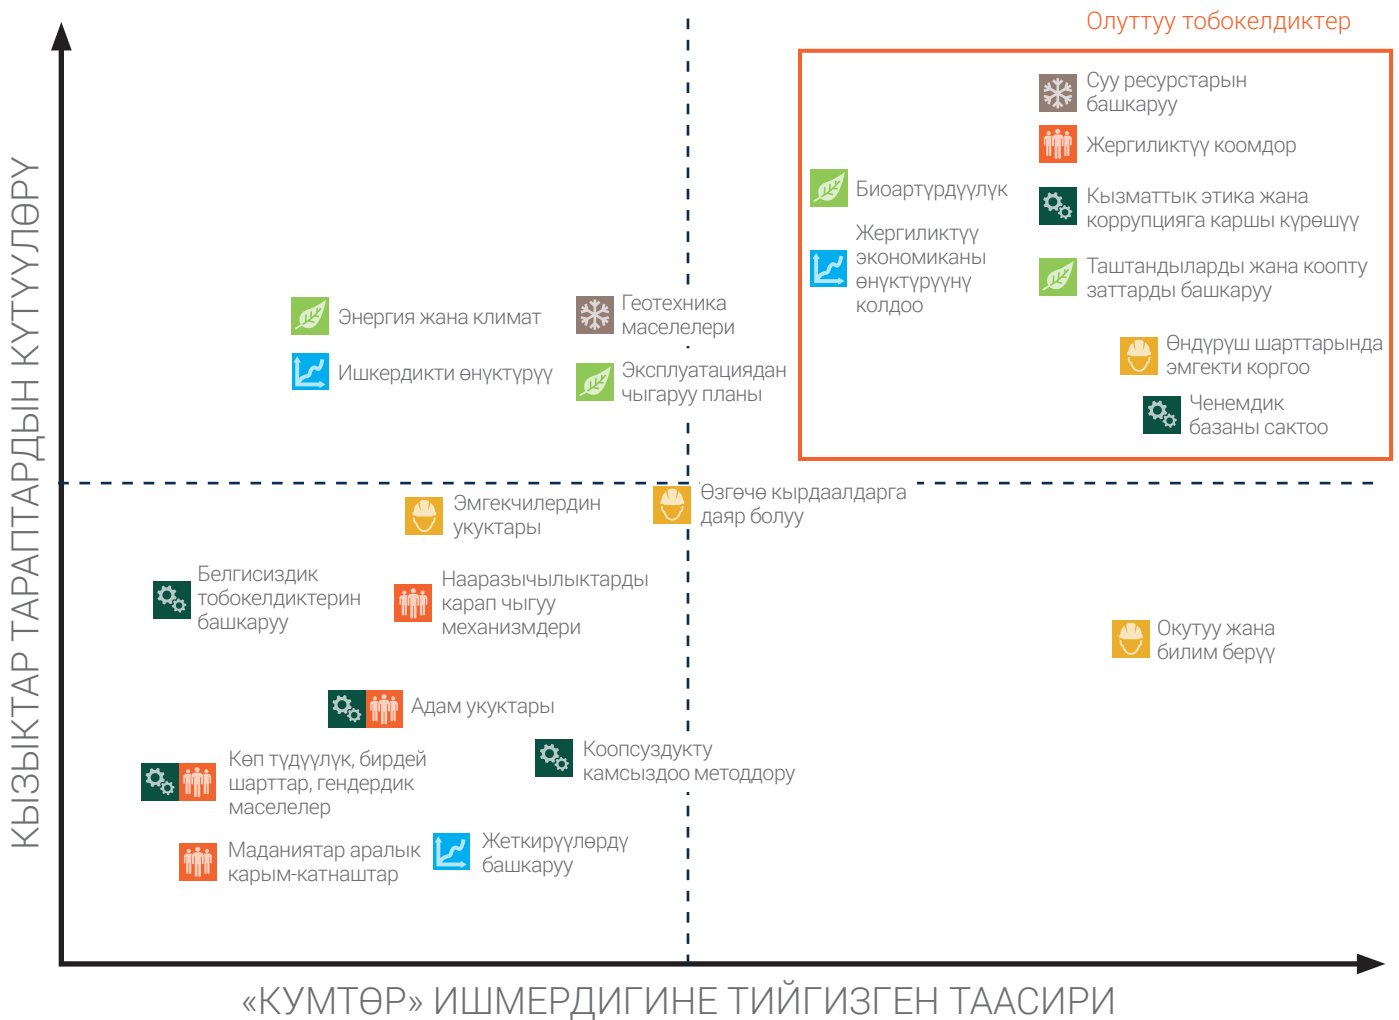 Олуттуу тобокелдиктер
Суу ресурстарын
башкаруу
Жергиликтүү коомдор
Биоартүрдүүлүк
Кызматтык этика жана
коррупцияга каршы күрөшүү
Жергиликтүү
экономиканы
өнүктүрүүнү
колдоо
Таштандыларды жана коопту
заттарды башкаруу
Өндүрүш шарттарында
эмгекти коргоо
Ченемдик
базаны сактоо
Энергия жана климат
Геотехника
маселелери
Ишкердикти өнүктүрүү
Эксплуатациядан
чыгаруу планы
Эмгекчилердин
укуктары
Өзгөчө кырдаалдарга
даяр болуу
Белгисиздик
тобокелдиктерин
башкаруу
Нааразычылыктарды
карап чыгуу
механизмдери
Окутуу жана
билим берүү
Адам укуктары
Көп түдүүлүк, бирдей
шарттар, гендердик
маселелер
Коопсуздукту
камсыздоо методдору
Маданиятар аралык
карым-катнаштар
Жеткирүүлөрдү
башкаруу
КЫЗЫКТАР ТАРАПТАРДЫН КҮТҮҮЛӨРҮ
«КУМТӨР» ИШМЕРДИГИНЕ ТИЙГИЗГЕН ТААСИРИ